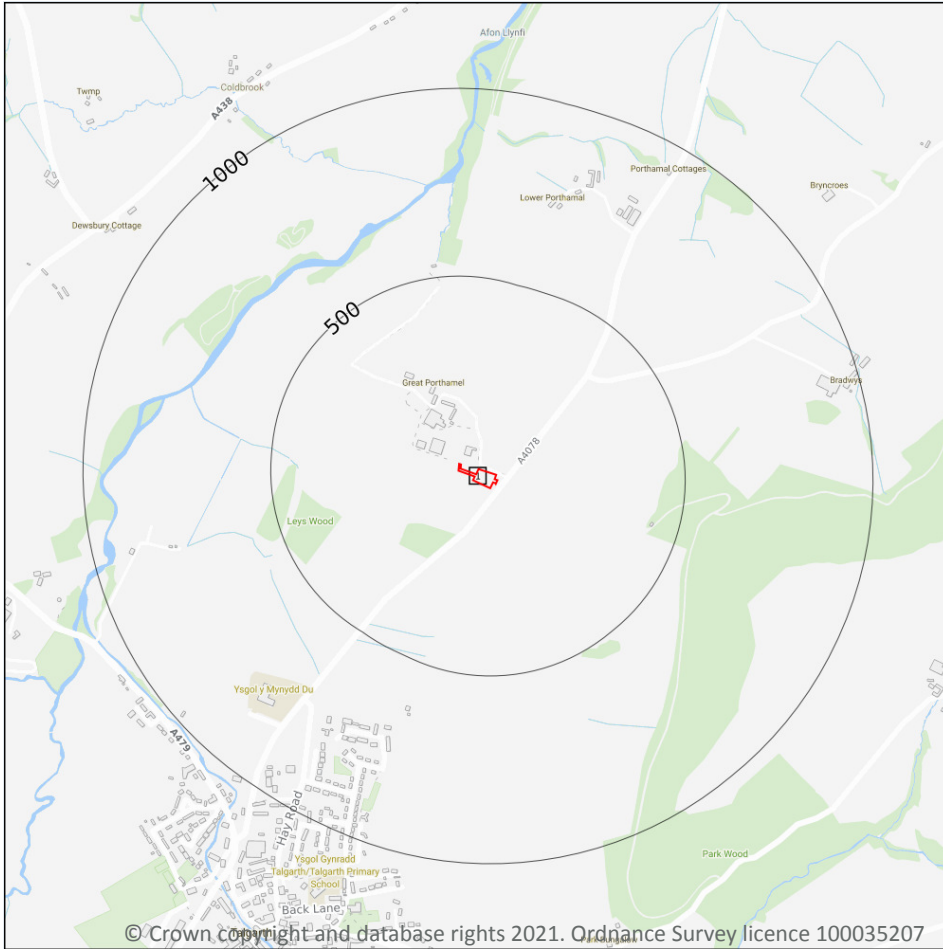 Afon Llynfi
Coldbrook
Twmp
A438
1000
Porthamal Cottages
Lower Porthamal
Bryncroes
Dewsbury Cottage
500
Great Porthamel
Bradwys
A4078
1
Leys Wood
Ysgol y Mynydd Du
A479
Hay Road
Park Wood
Ysgol Gynradd
Talgarth/Talgarth Primary
School
Back Lane
Talgarth
© Crown copyright and database rights 2021. Ordnance Survey licence 100035207